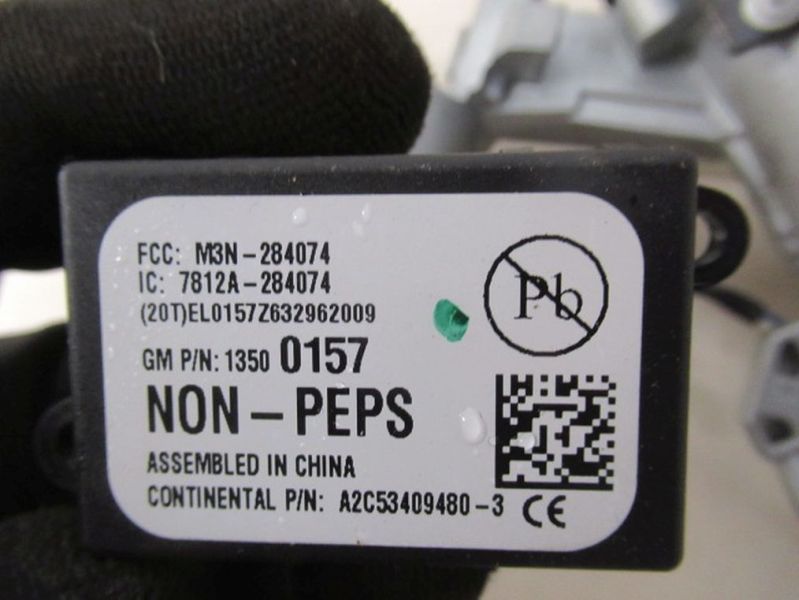 FCC: M3N-284074
IC: 7812A-284074
(20T)EL0157Z632962009
Pb
GM P/N: 1350 0157
NON-PEPS
ASSEMBLED IN CHINA
CONTINENTAL P/N: A2C53409480-3 CE